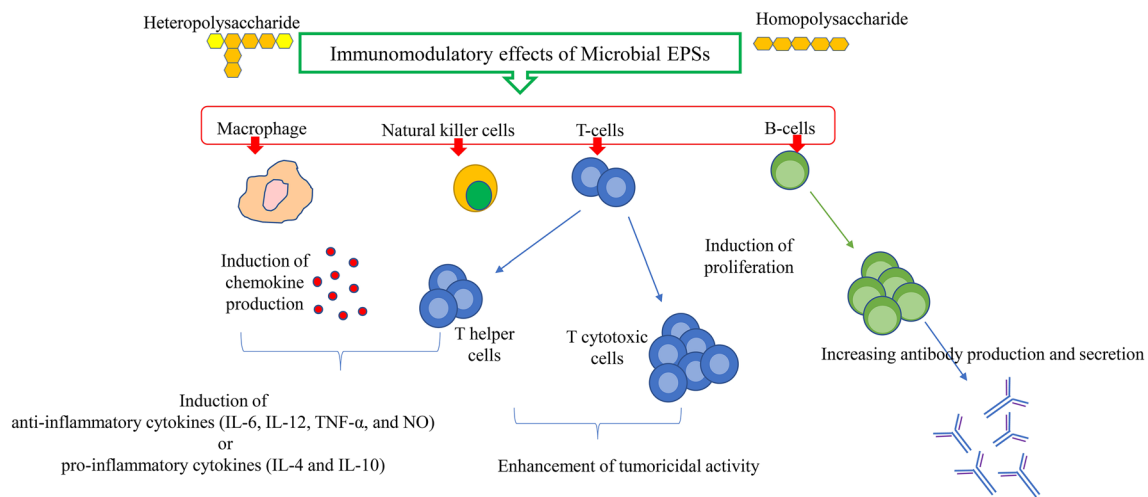 Heteropolysaccharide
Homopolysaccharide
Immunomodulatory effects of Microbial EPSs
Macrophage
Natural killer cells
T-cells
B-cells
Induction of
chemokine
production
Induction of
proliferation
T helper
cells
T cytotoxic
cells
Increasing antibody production and secretion
Induction of
anti-inflammatory cytokines (IL-6, IL-12, TNF-α, and NO)
or
pro-inflammatory cytokines (IL-4 and IL-10)
Enhancement of tumoricidal activity